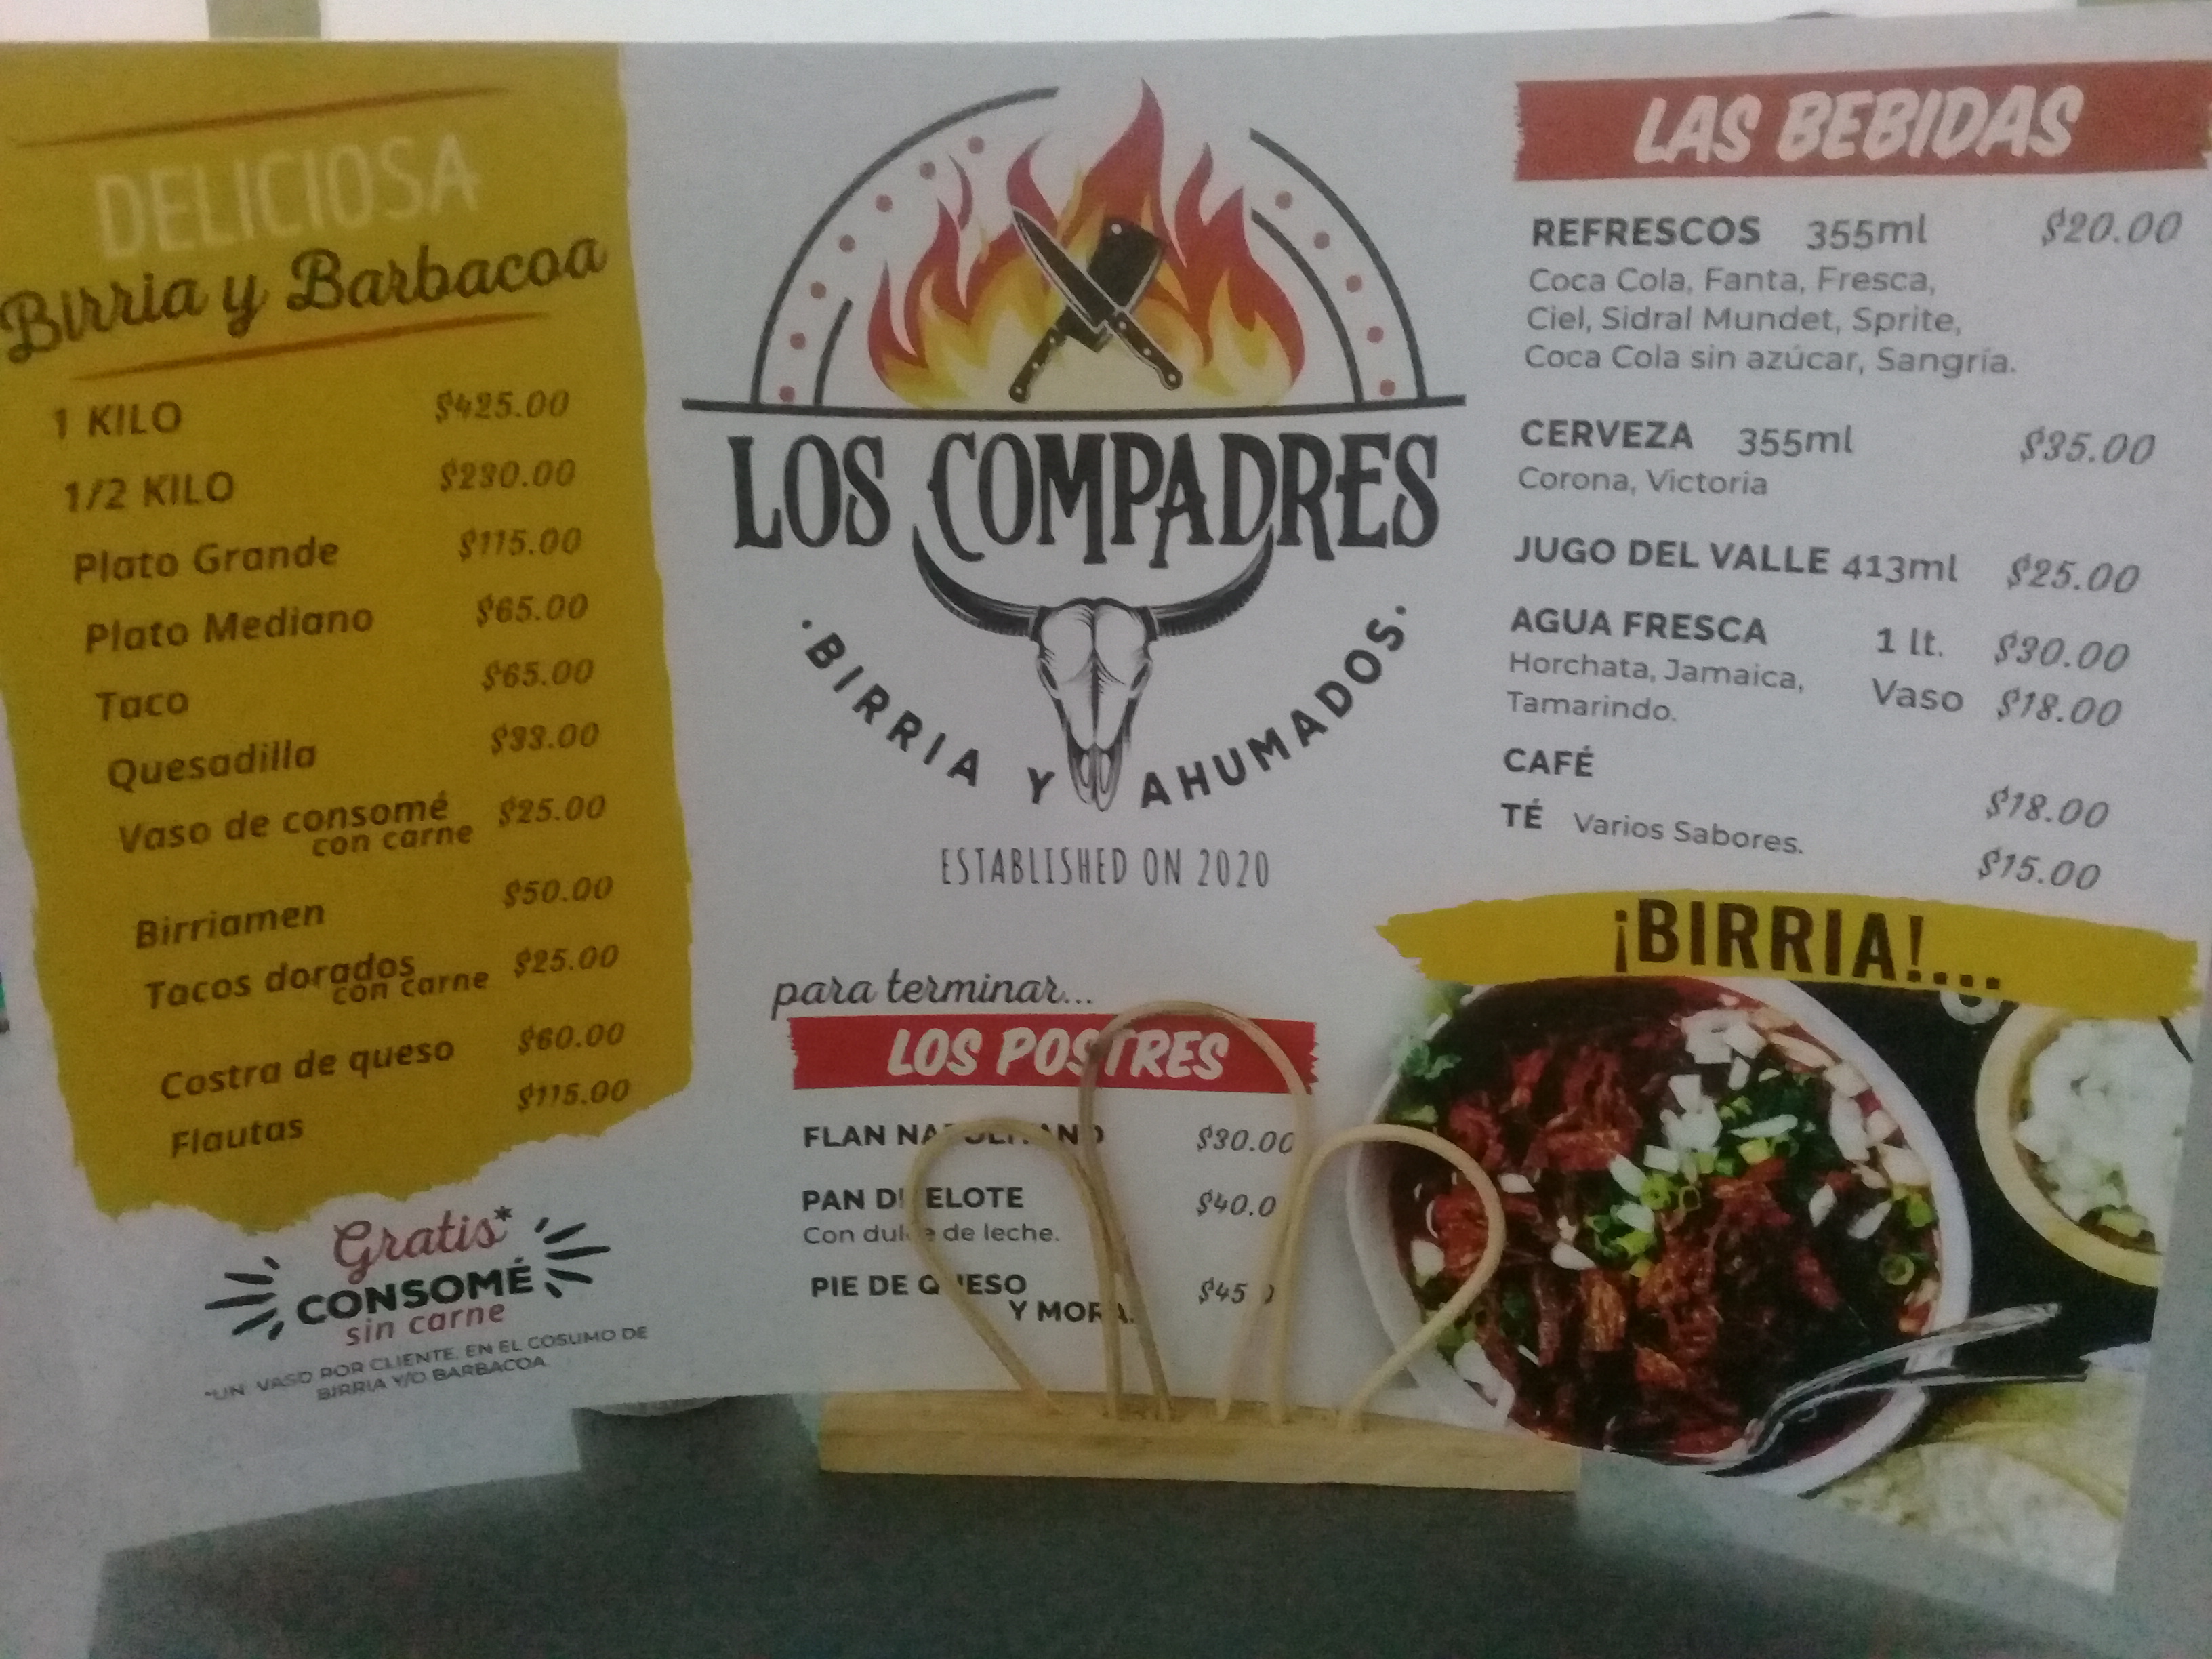 DELICIOSA
Birria y Barbacoa
1 KILO $425.00
1/2 KILO $230.00
Plato Grande $115.00
Plato Mediano $65.00
Taco $65.00
Quesadilla $33.00
Vaso de consomé $25.00
con carne
Birriamen $50.00
Tacos dorados $25.00
con carne
Costra de queso $60.00
Flautas $115.00
Gratis*
CONSOMÉ
sin carne
*UN VASO POR CLIENTE, EN EL COSUMO DE
BIRRIA Y/O BARBACOA
LOS COMPADRES
·BIRRIA Y AHUMADOS·
ESTABLISHED ON 2020
para terminar...
LOS POSTRES
FLAN NAPOLITANO $30.00
PAN DE ELOTE $40.0
Con dulce de leche.
PIE DE QUESO $45
Y MORA.
LAS BEBIDAS
REFRESCOS 355ml $20.00
Coca Cola, Fanta, Fresca,
Ciel, Sidral Mundet, Sprite,
Coca Cola sin azúcar, Sangría.
CERVEZA 355ml $35.00
Corona, Victoria
JUGO DEL VALLE 413ml $25.00
AGUA FRESCA 1 lt. $30.00
Horchata, Jamaica, Vaso $18.00
Tamarindo.
CAFÉ $18.00
TÉ Varios Sabores. $15.00
¡BIRRIA!...